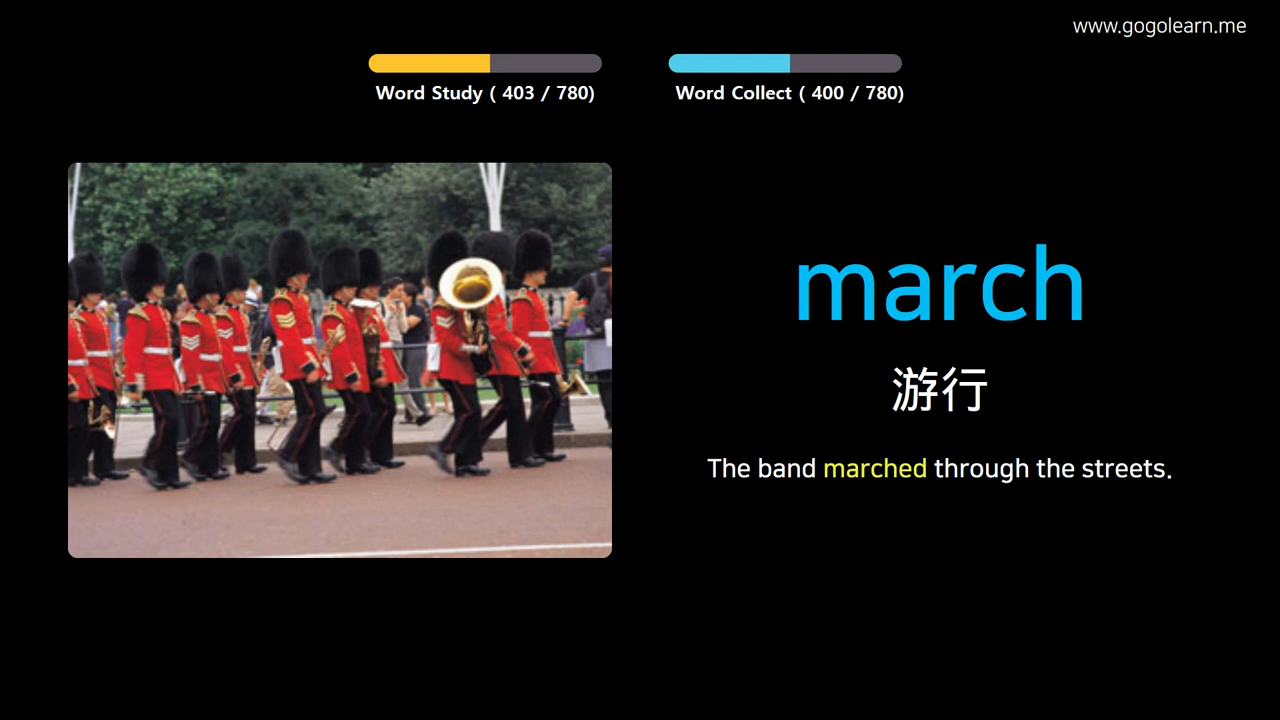 www.gogolearn.me
Word Study ( 403 / 780)
Word Collect ( 400 / 780)
march
游行
The band marched through the streets.